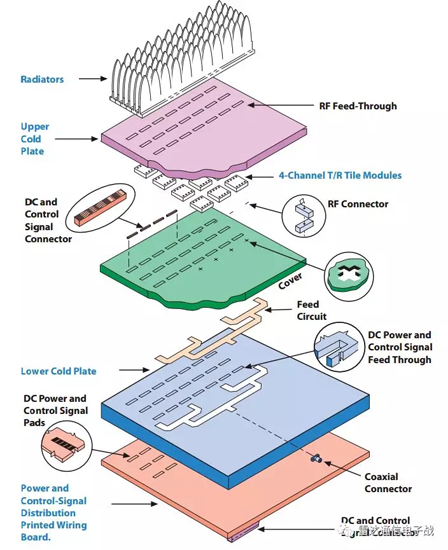 Radiators
RF Feed-Through
Upper
Cold
Plate
4-Channel T/R Tile Modules
DC and
Control
Signal
Connector
RF Connector
Cover
Feed
Circuit
DC Power and
Control Signal
Feed Through
Lower Cold Plate
DC Power and
Control Signal
Pads
Coaxial
Connector
Power and
Control-Signal
Distribution
Printed Wiring
Board.
DC and Control
Signal Connector